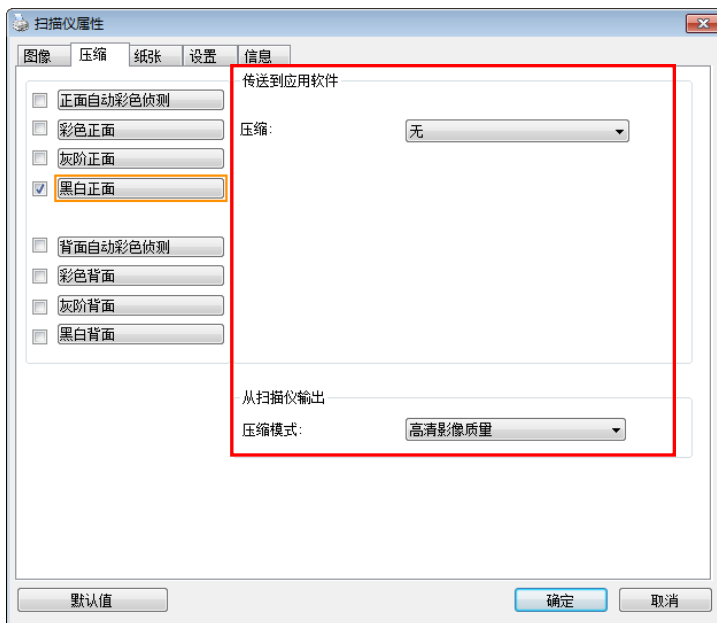 扫描仪属性
图像 压缩 纸张 设置 信息
传送到应用软件
正面自动彩色侦测
彩色正面
压缩: 无
灰阶正面
黑白正面
背面自动彩色侦测
彩色背面
灰阶背面
黑白背面
从扫描仪输出
压缩模式: 高清影像质量
默认值 确定 取消